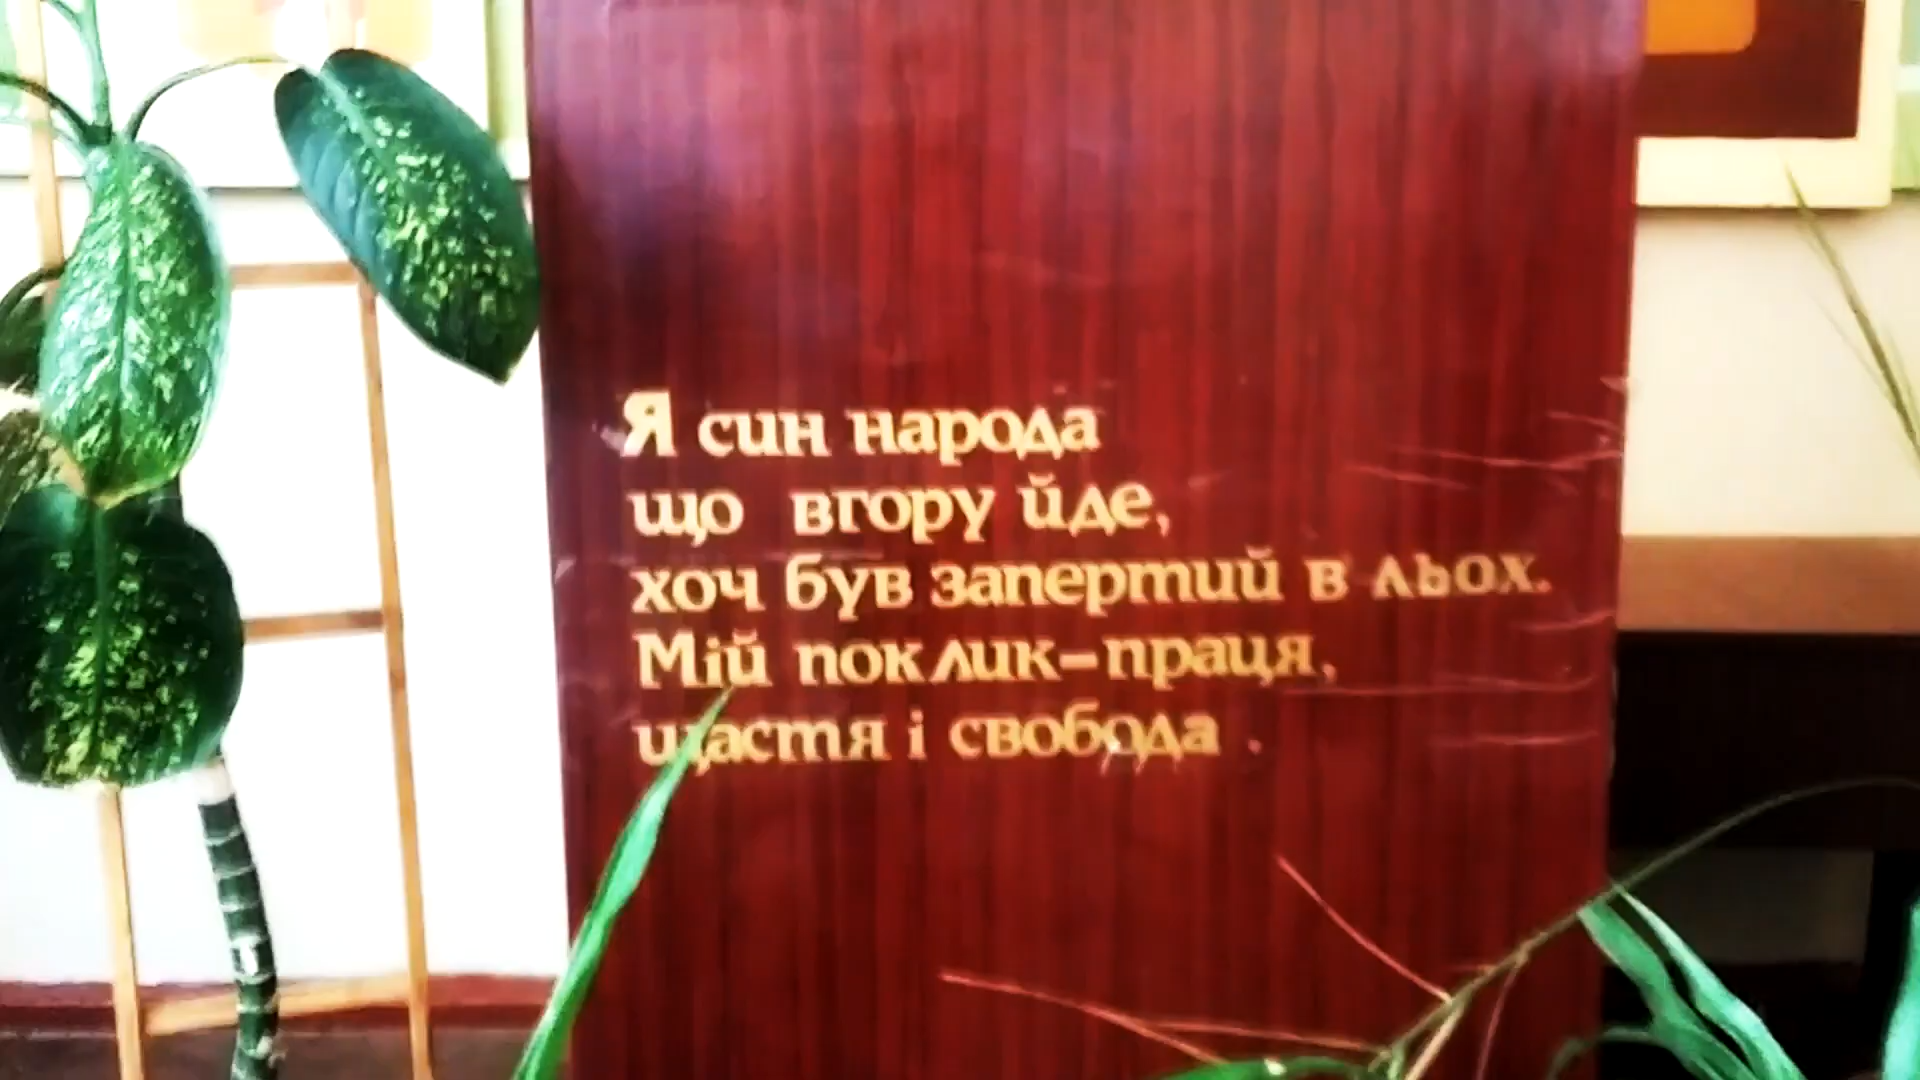 Я син народа
що вгору йде,
хоч був запертий в льох.
Мій поклик–праця,
щастя і свобода .